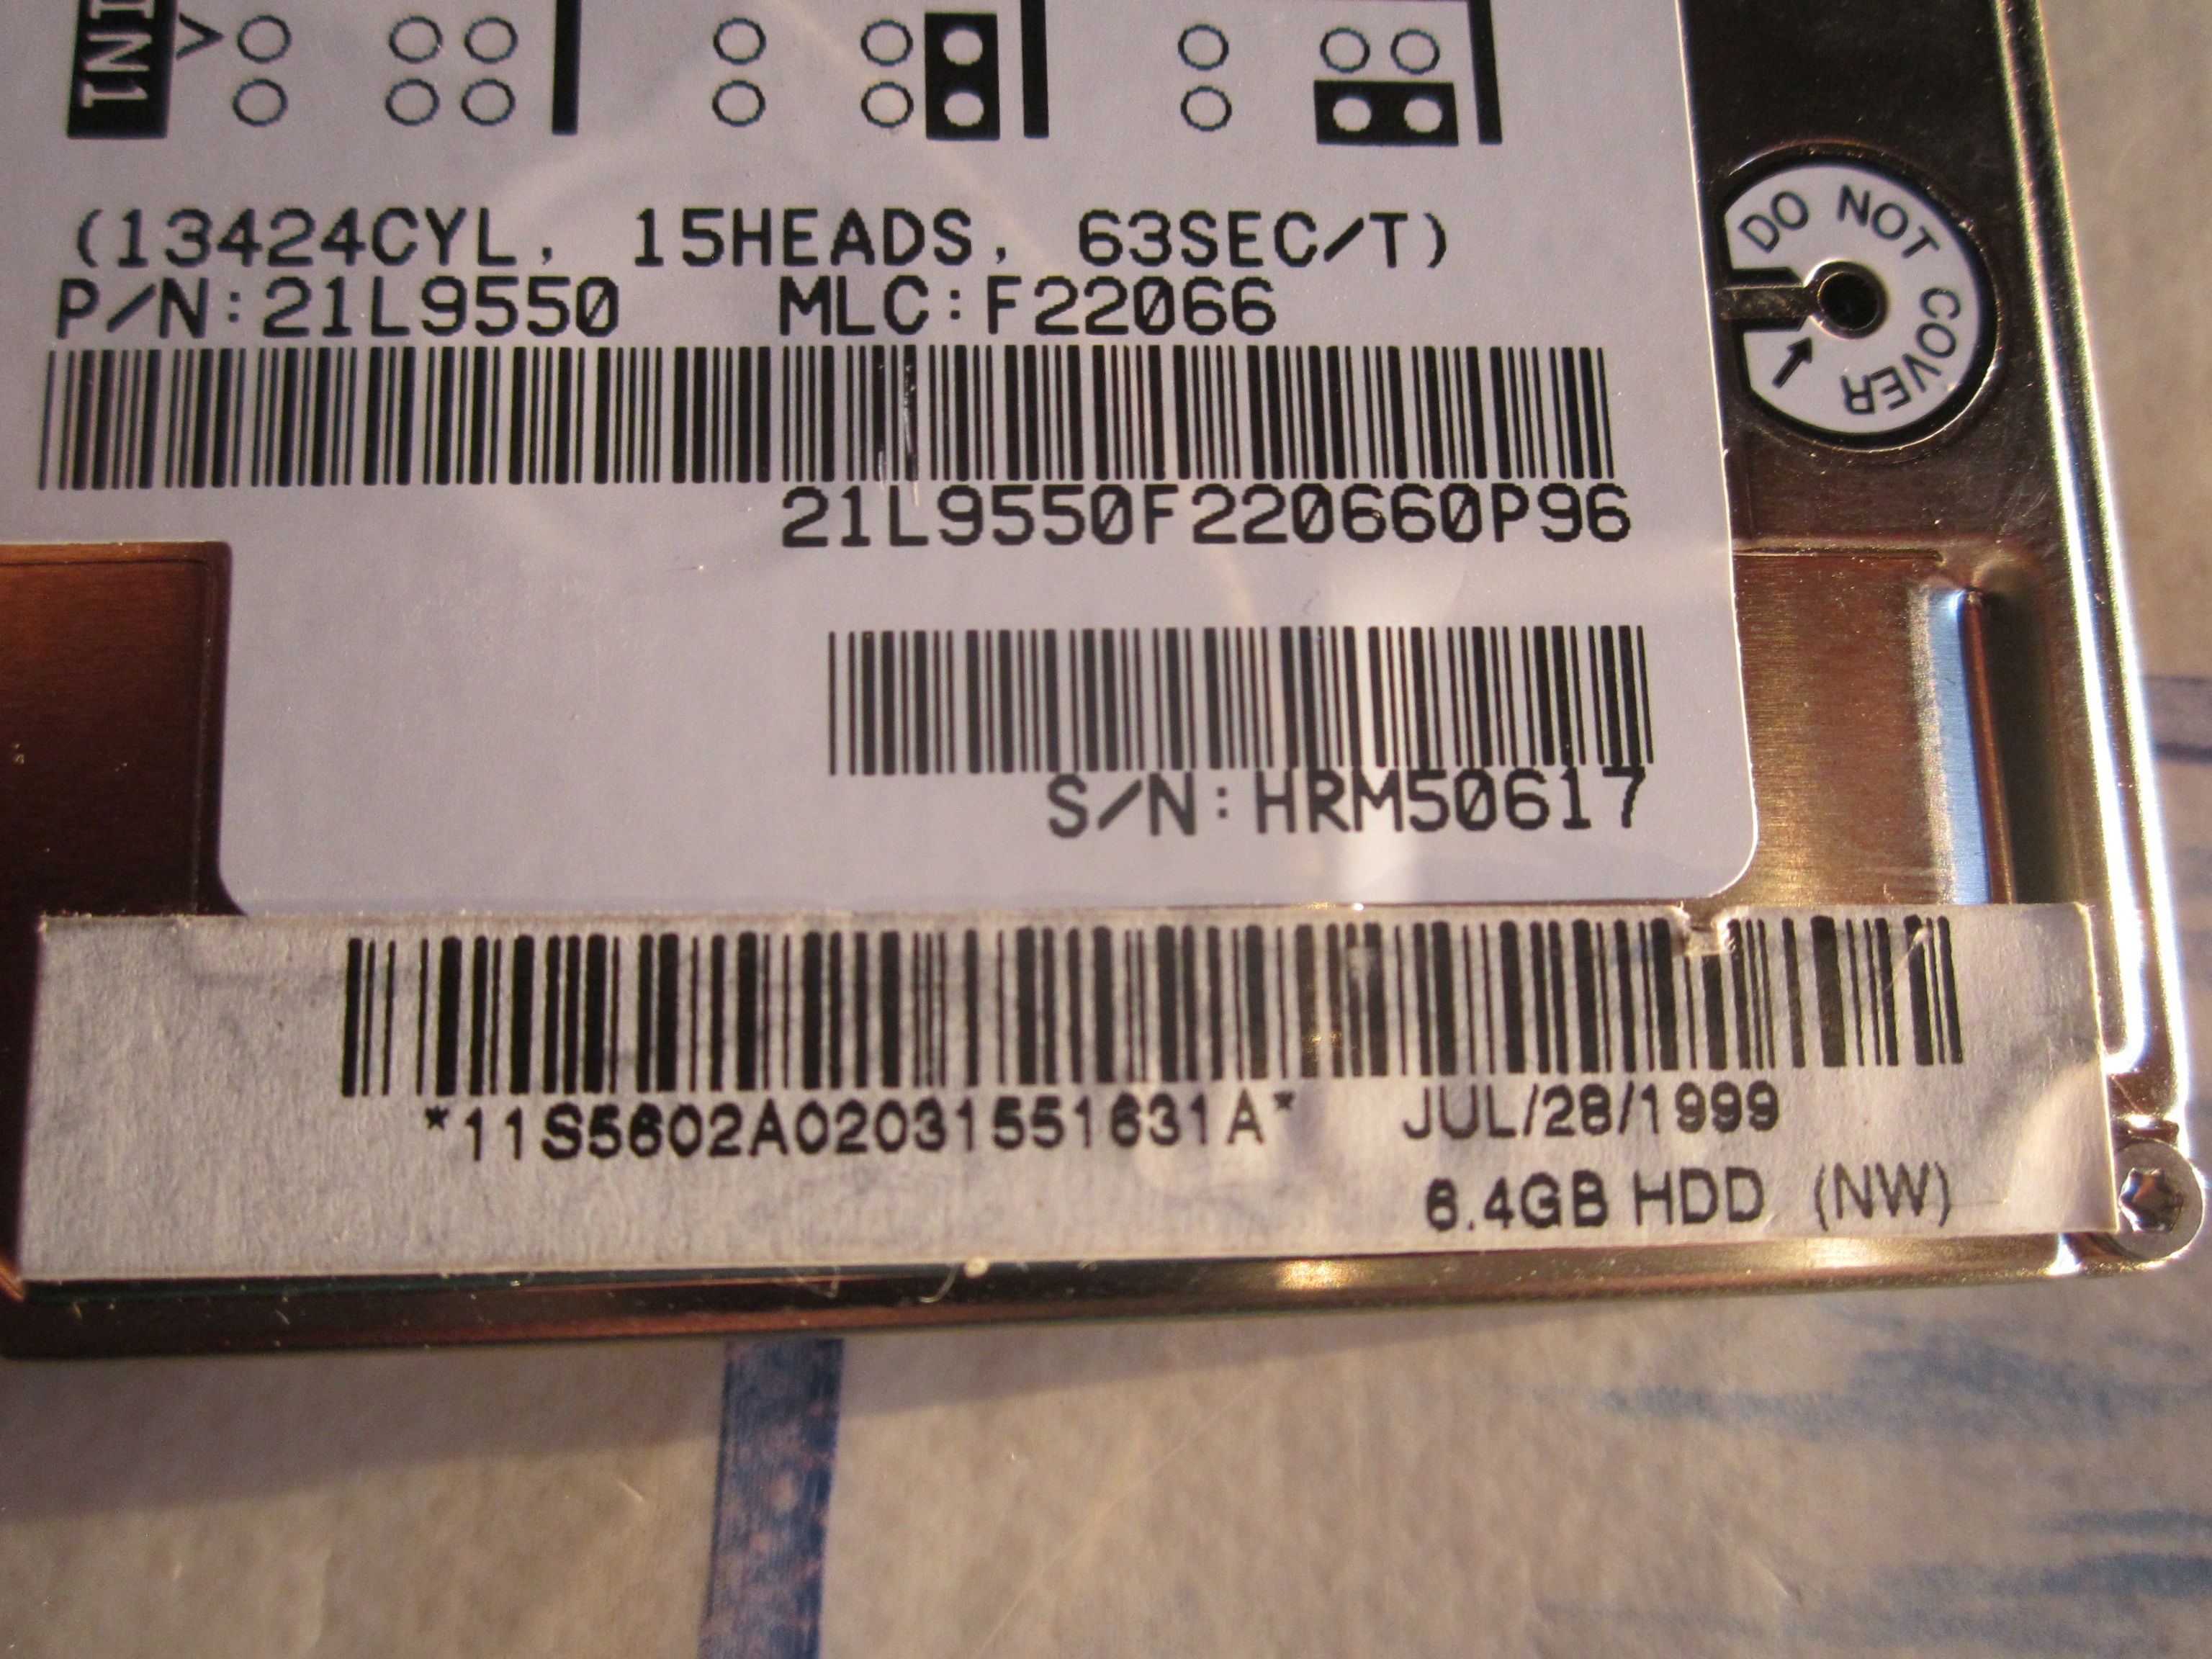 IN1
(13424CYL, 15HEADS, 63SEC/T)
P/N:21L9550 MLC:F22066
21L9550F220660P96
S/N:HRM50617
DO NOT COVER
*11S5602A02031551631A* JUL/28/1999
6.4GB HDD (NW)